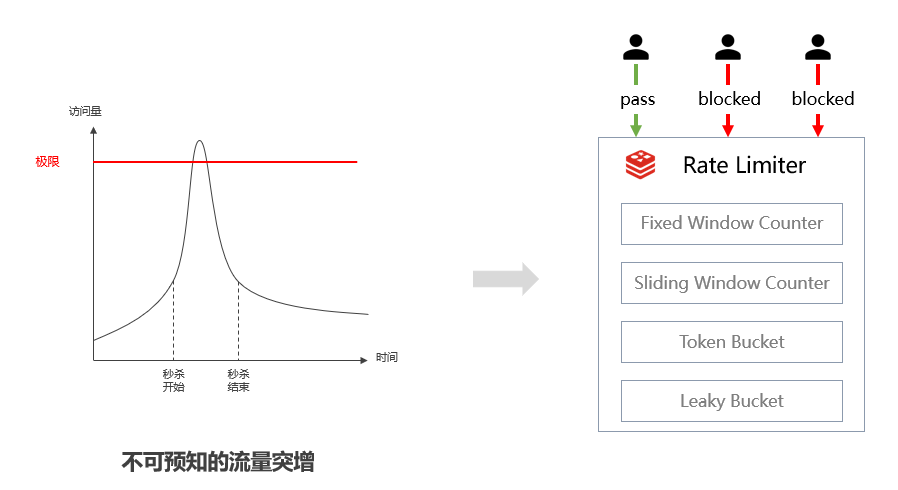 访问量
极限
时间
秒杀
开始
秒杀
结束
不可预知的流量突增
pass
blocked
blocked
Rate Limiter
Fixed Window Counter
Sliding Window Counter
Token Bucket
Leaky Bucket